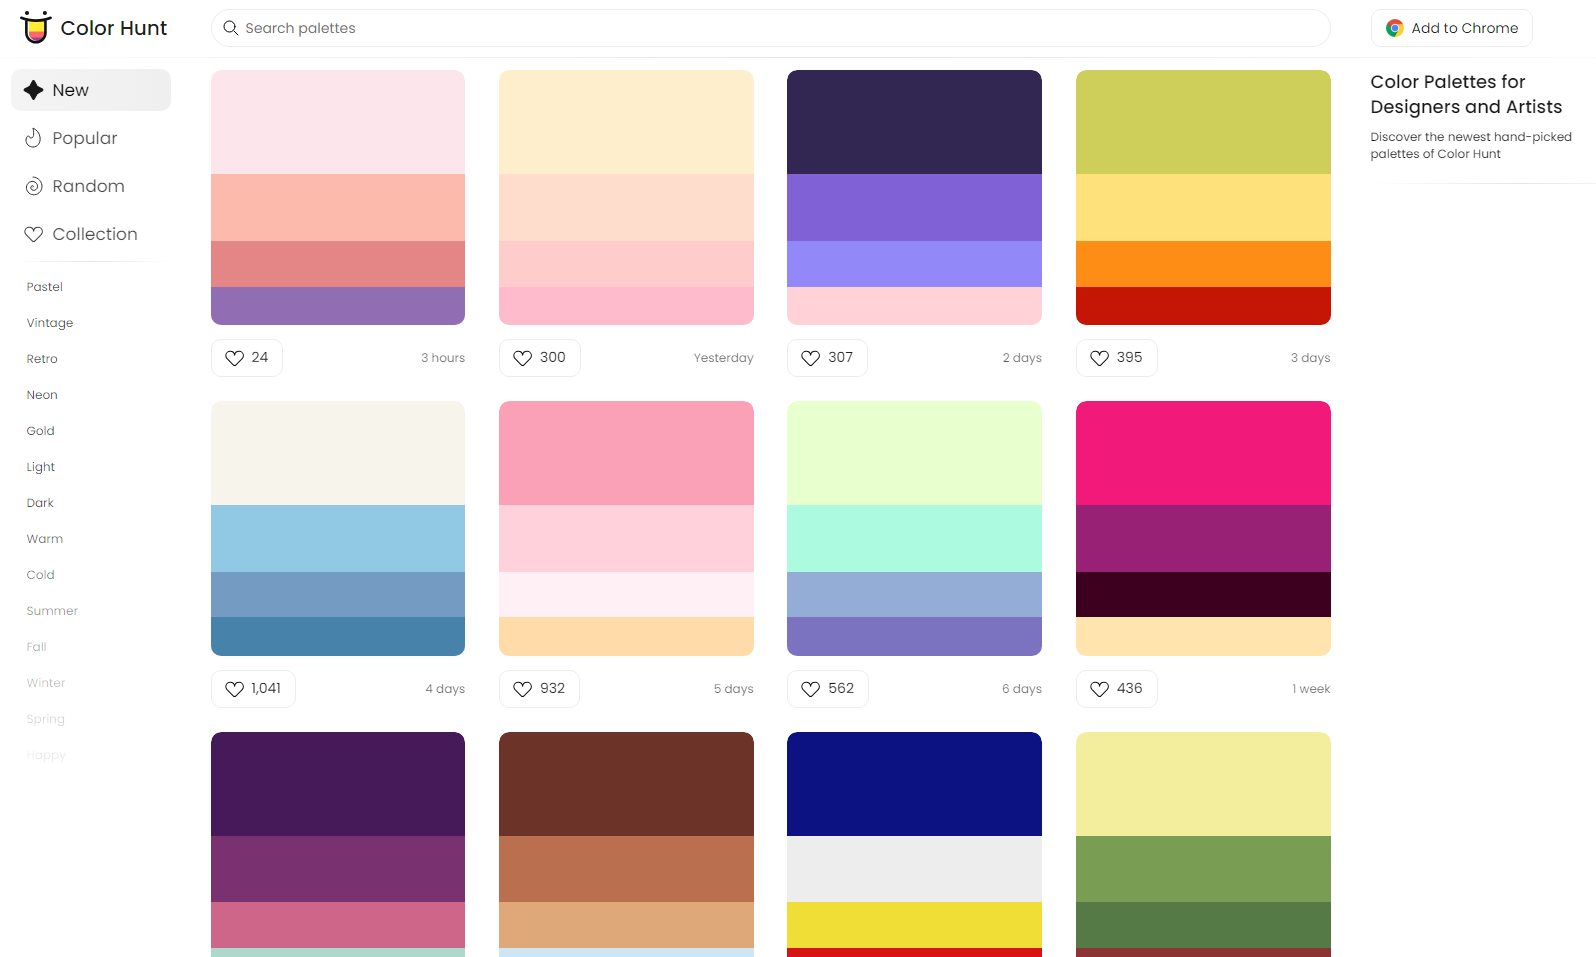 Color Hunt
Search palettes
Add to Chrome
New
Popular
Random
Collection
Pastel
Vintage
Retro
Neon
Gold
Light
Dark
Warm
Cold
Summer
Fall
Winter
Spring
Happy
24
3 hours
300
Yesterday
307
2 days
395
3 days
1,041
4 days
932
5 days
562
6 days
436
1 week
Color Palettes for
Designers and Artists
Discover the newest hand-picked
palettes of Color Hunt